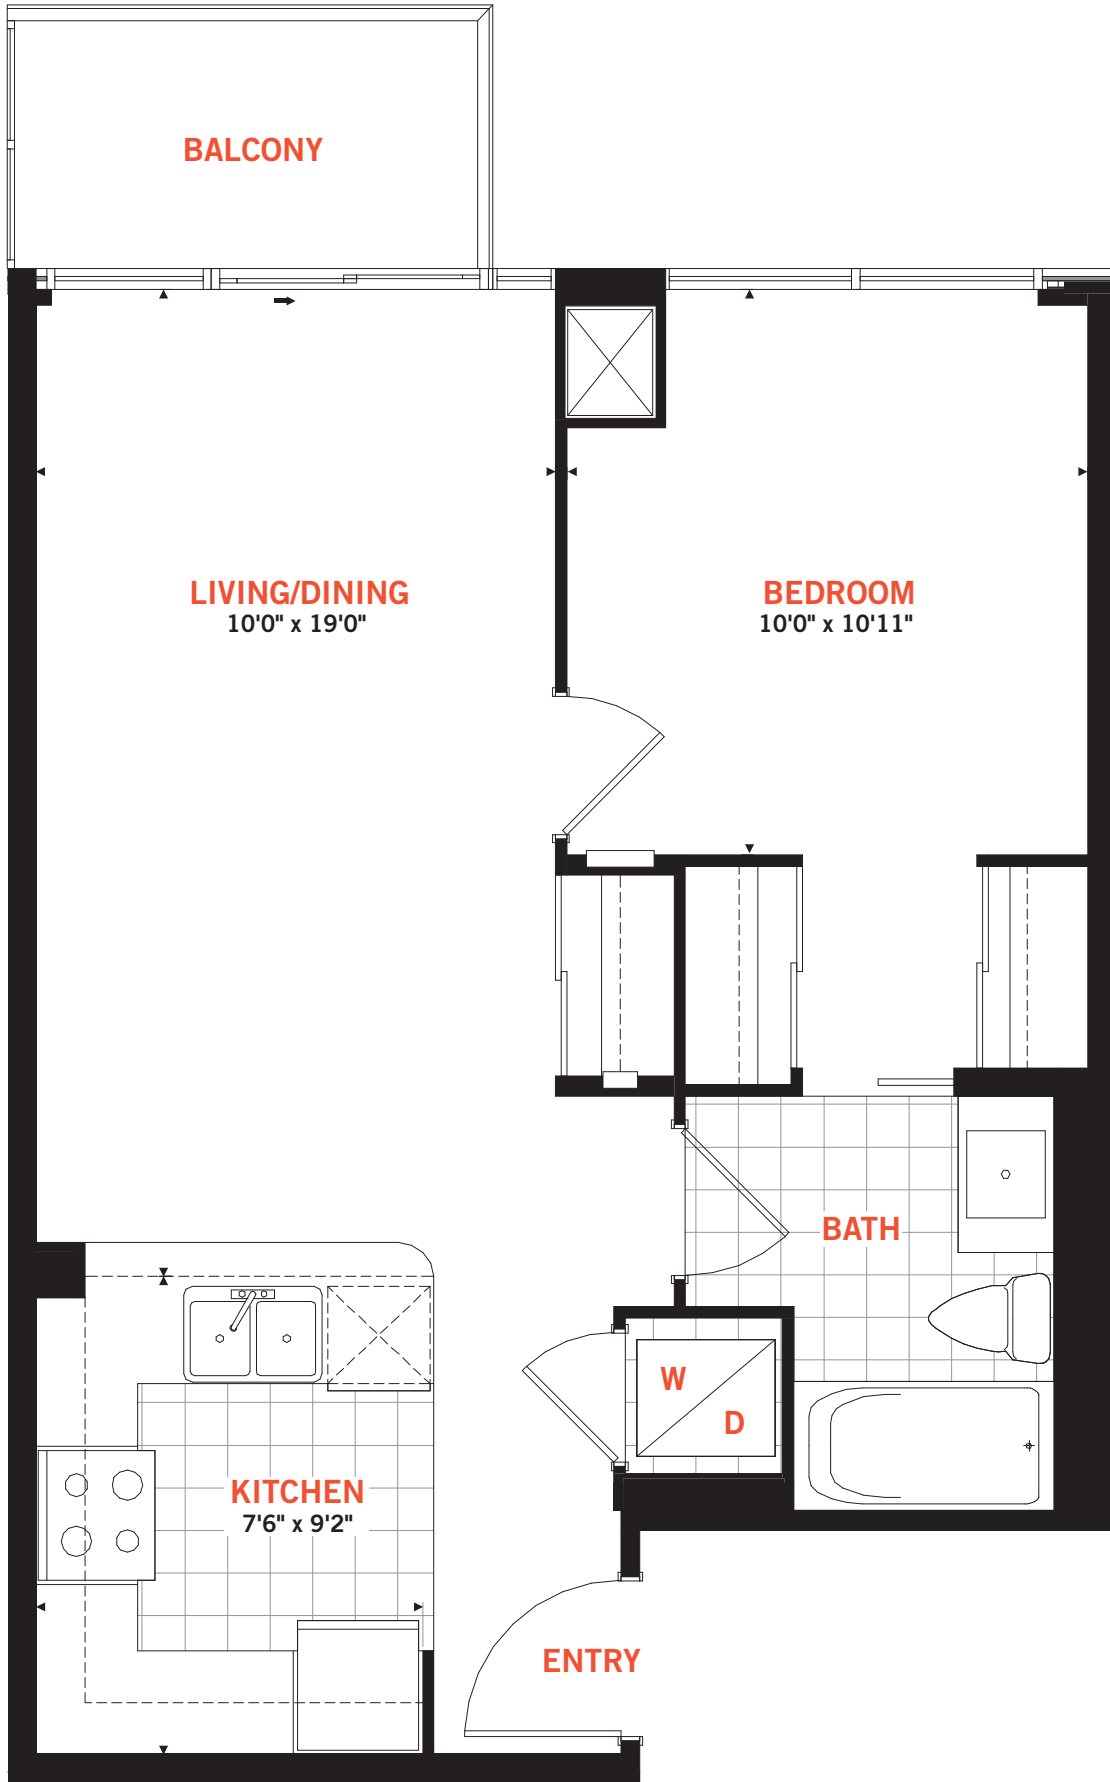 BALCONY
LIVING/DINING
10'0" x 19'0"
BEDROOM
10'0" x 10'11"
BATH
W
D
KITCHEN
7'6" x 9'2"
ENTRY